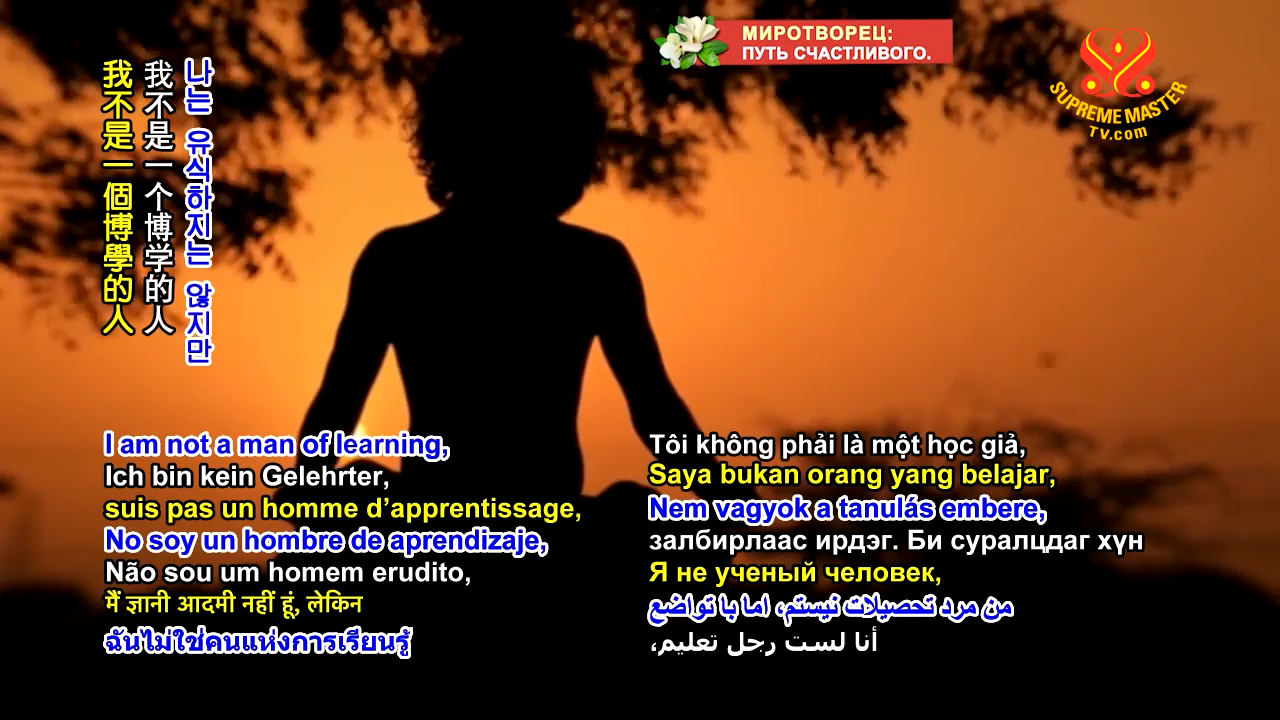 МИРОТВОРЕЦ:
ПУТЬ СЧАСТЛИВОГО.
SUPREME MASTER
TV.com
나는 유식하지는 않지만
我不是一个博学的人
我不是一個博學的人
I am not a man of learning,
Ich bin kein Gelehrter,
suis pas un homme d’apprentissage,
No soy un hombre de aprendizaje,
Não sou um homem erudito,
मैं ज्ञानी आदमी नहीं हूं, लेकिन
ฉันไม่ใช่คนแห่งการเรียนรู้
Tôi không phải là một học giả,
Saya bukan orang yang belajar,
Nem vagyok a tanulás embere,
залбирлаас ирдэг. Би суралцдаг хүн
Я не ученый человек,
من مرد تحصیلات نیستم، اما با تواضع
أنا لست رجل تعليم،